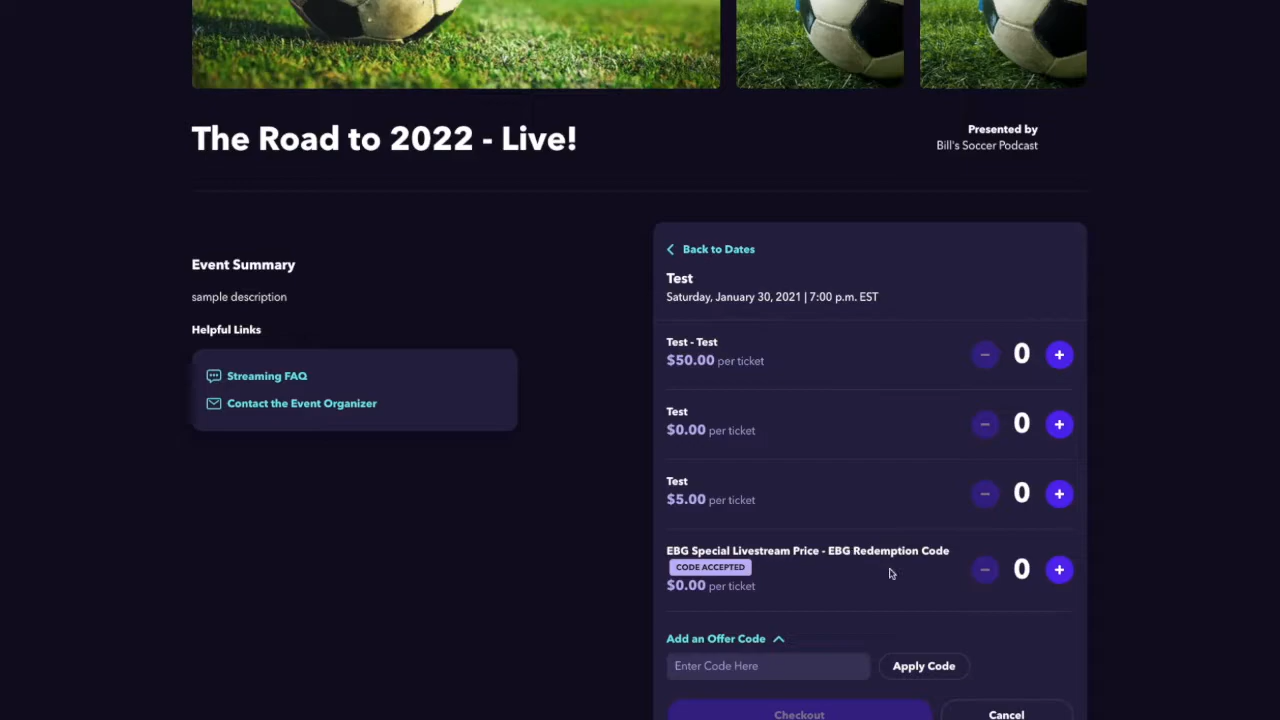 The Road to 2022 - Live!
Presented by
Bill's Soccer Podcast
Event Summary
sample description
Helpful Links
Streaming FAQ
Contact the Event Organizer
Back to Dates
Test
Saturday, January 30, 2021 | 7:00 p.m. EST
Test - Test
$50.00 per ticket
− 0 +
Test
$0.00 per ticket
− 0 +
Test
$5.00 per ticket
− 0 +
EBG Special Livestream Price - EBG Redemption Code
CODE ACCEPTED
$0.00 per ticket
− 0 +
Add an Offer Code
Enter Code Here
Apply Code
Checkout
Cancel